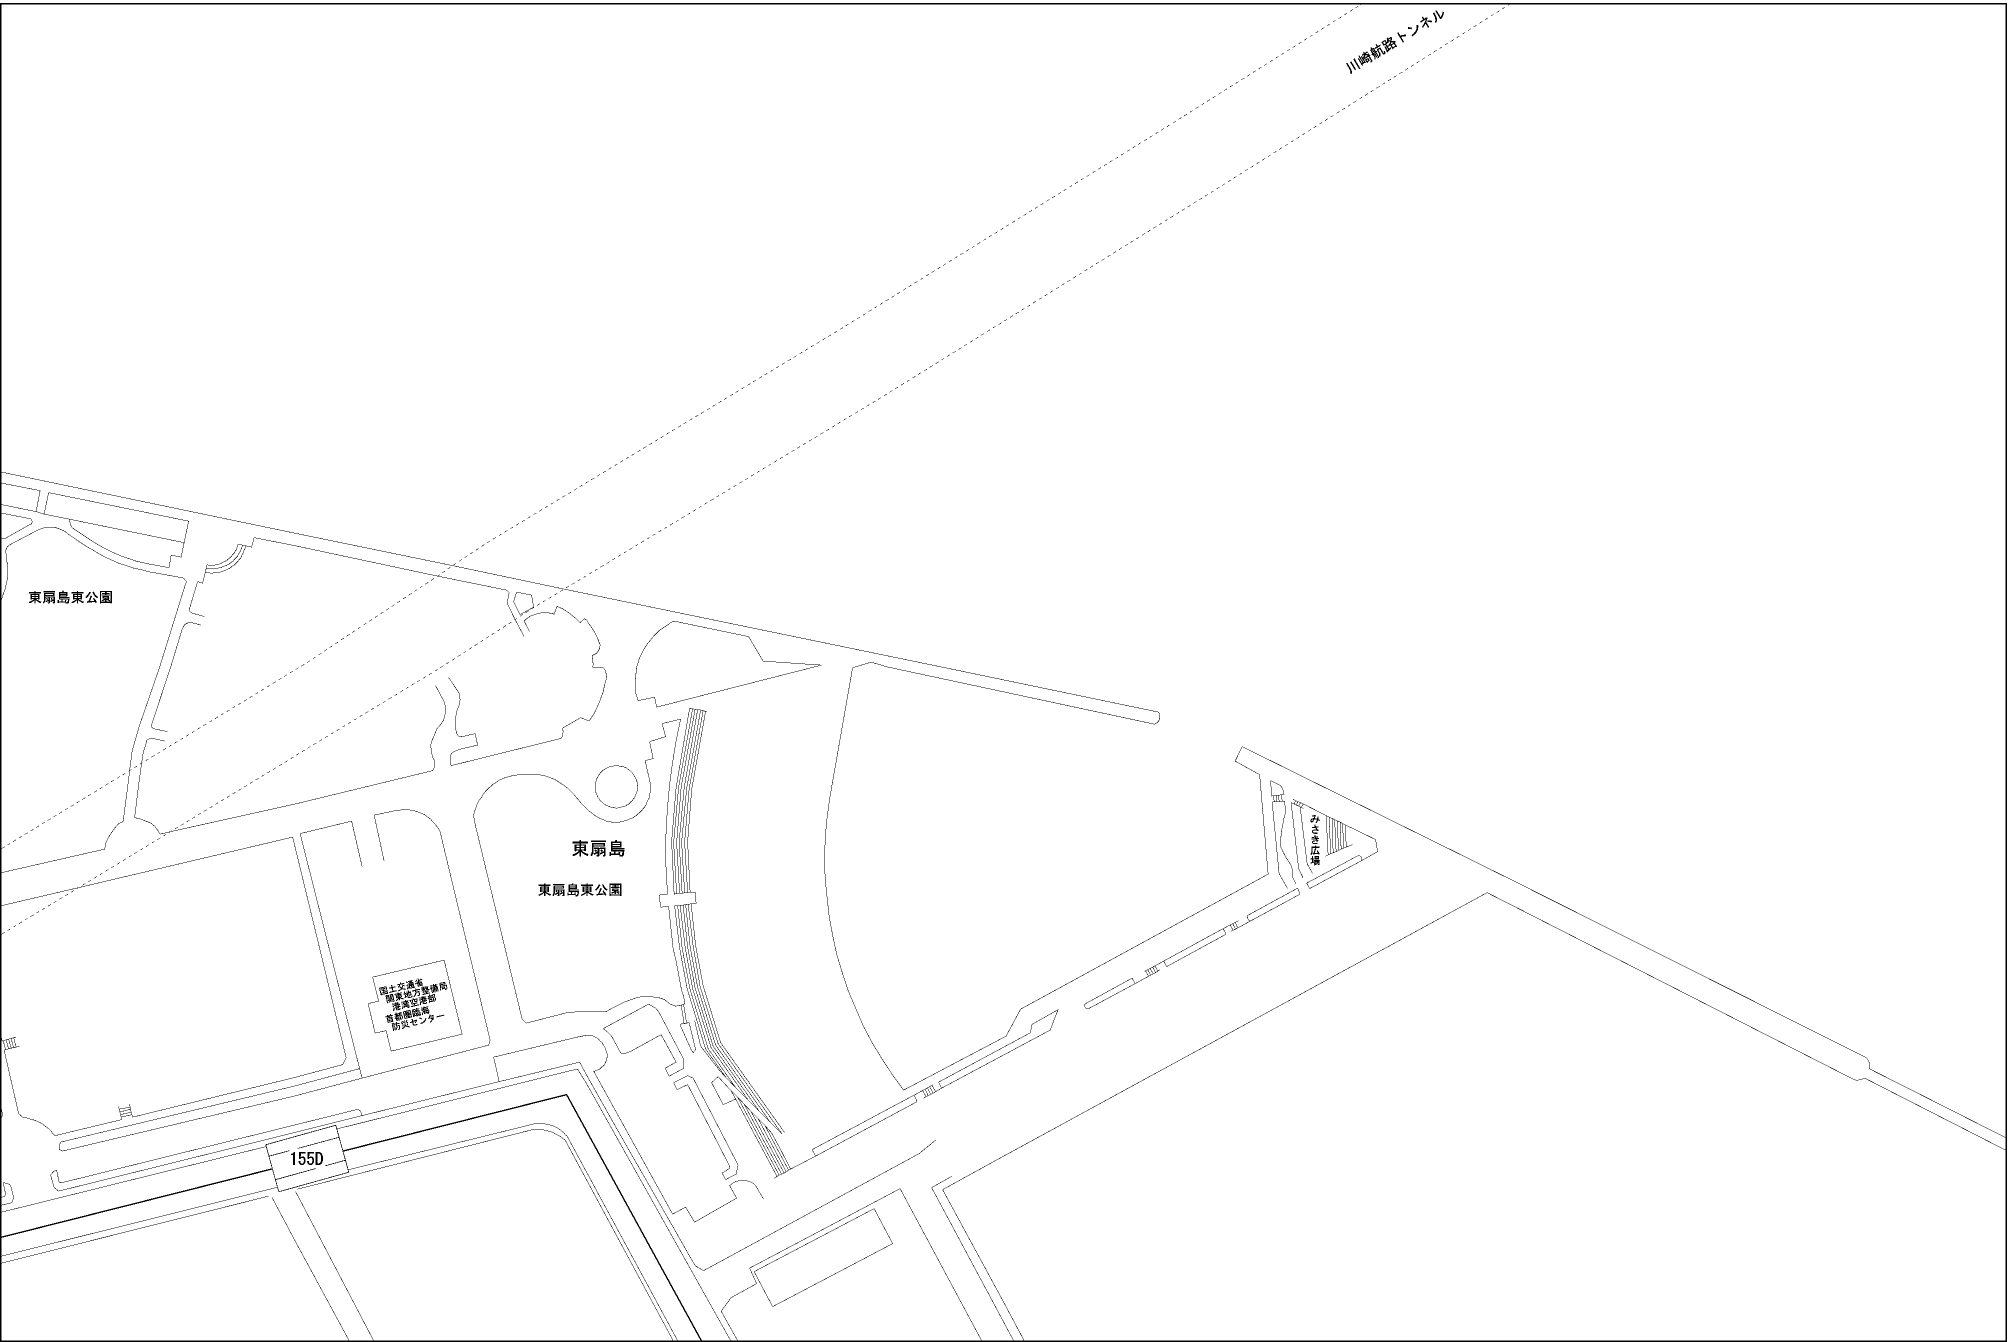 川崎航路トンネル
東扇島東公園
東扇島
東扇島東公園
みさき広場
国土交通省
関東地方整備局
港湾空港部
首都圏臨海
防災センター
155D